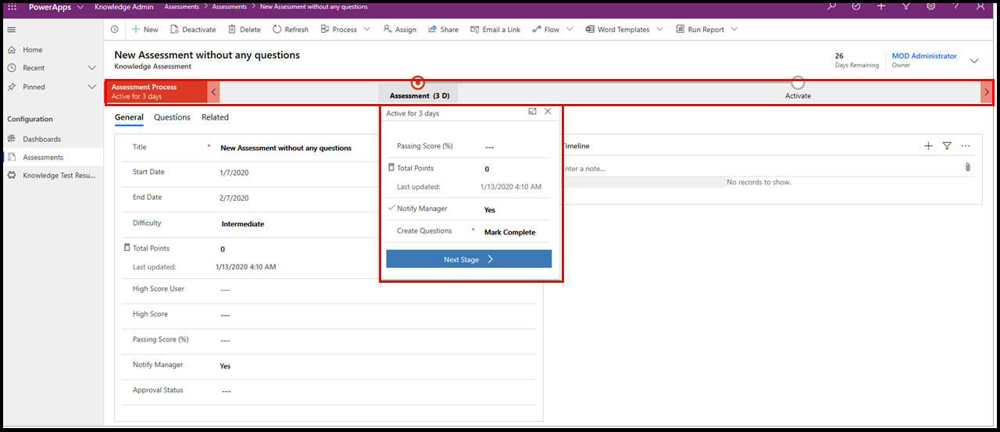 PowerApps Knowledge Admin Assessments Assessments New Assessment without any questions
New Deactivate Delete Refresh Process Assign Share Email a Link Flow Word Templates Run Report
Home
Recent
Pinned
Configuration
Dashboards
Assessments
Knowledge Test Resu...
New Assessment without any questions
Knowledge Assessment
26
Days Remaining
MOD Administrator
Owner
Assessment Process
Active for 3 days
Assessment (3 D)
Activate
General Questions Related
Title * New Assessment without any questions
Start Date 1/7/2020
End Date 2/7/2020
Difficulty Intermediate
Total Points 0
Last updated: 1/13/2020 4:10 AM
High Score User ---
High Score ---
Passing Score (%) ---
Notify Manager Yes
Approval Status ---
Active for 3 days
Passing Score (%) ---
Total Points 0
Last updated: 1/13/2020 4:10 AM
Notify Manager Yes
Create Questions * Mark Complete
Next Stage
Timeline
nter a note...
No records to show.